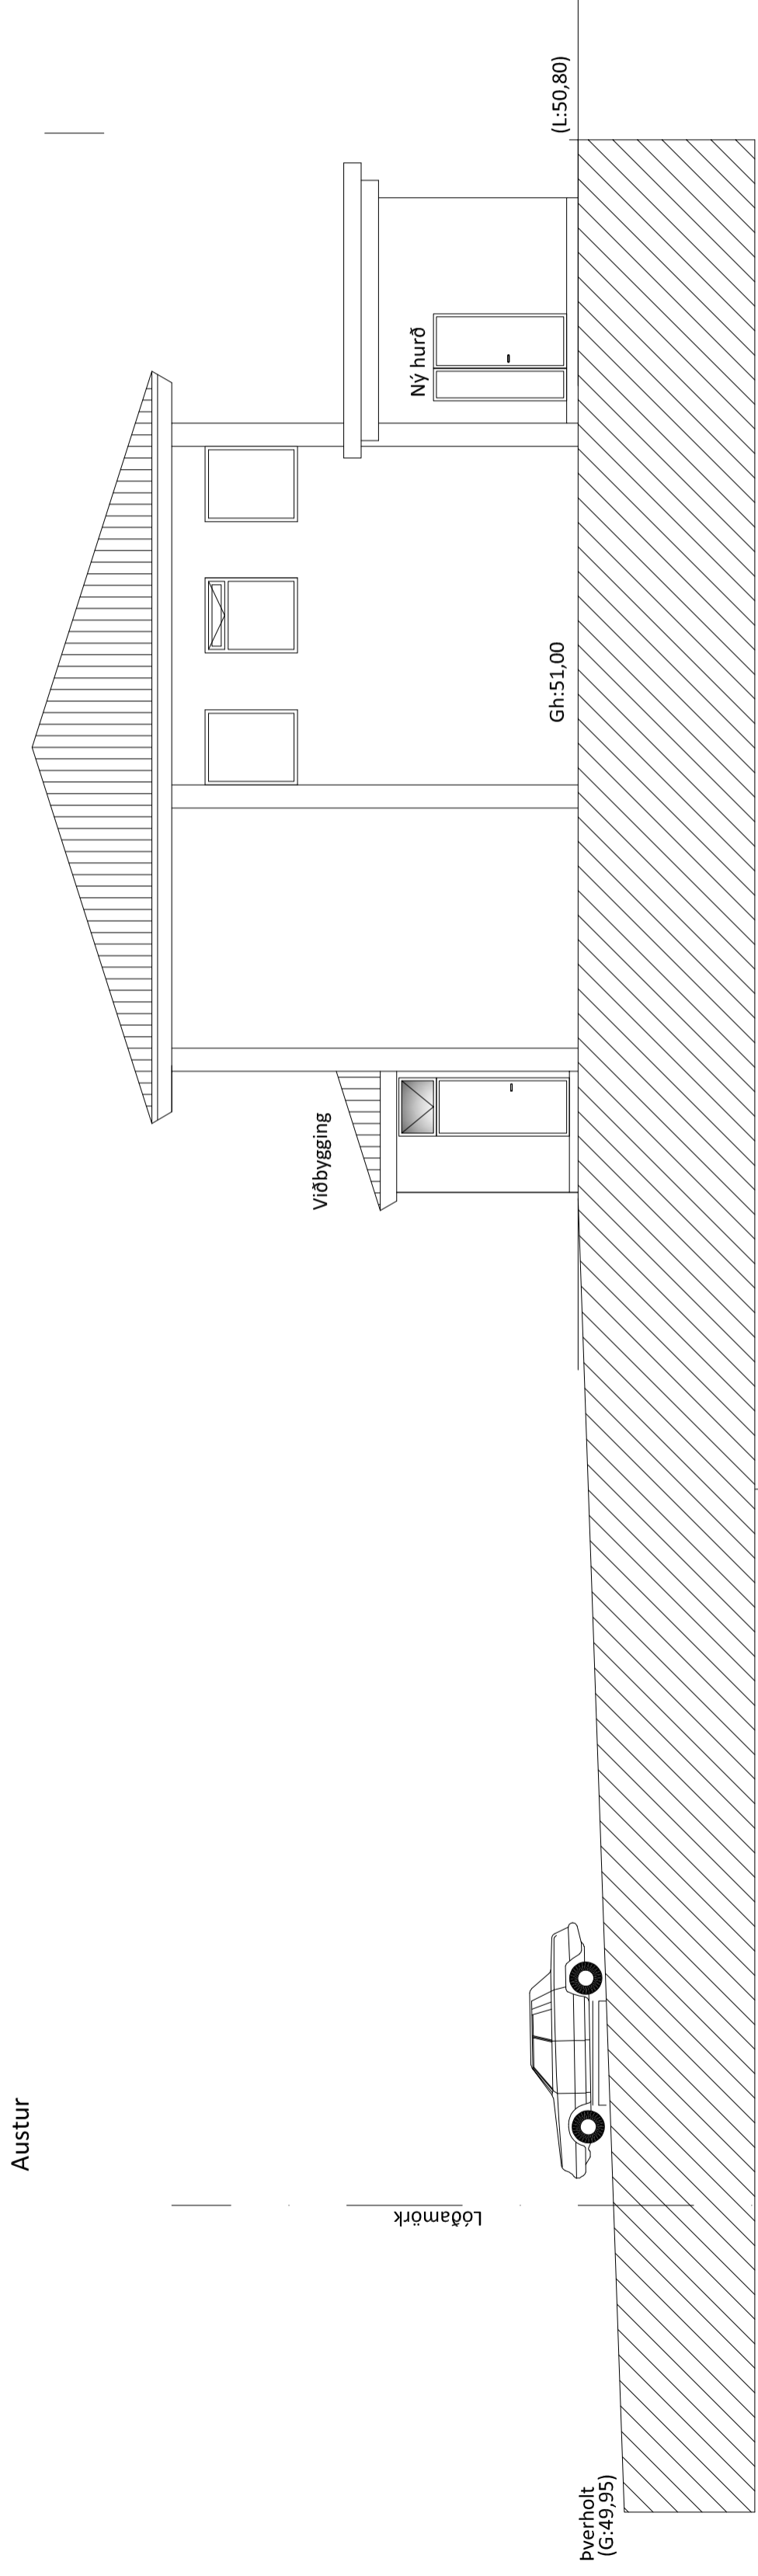 Austur
Þverholt
(G:49,95)
Lóðamörk
Viðbygging
Gh:51,00
Ný hurð
(L:50,80)